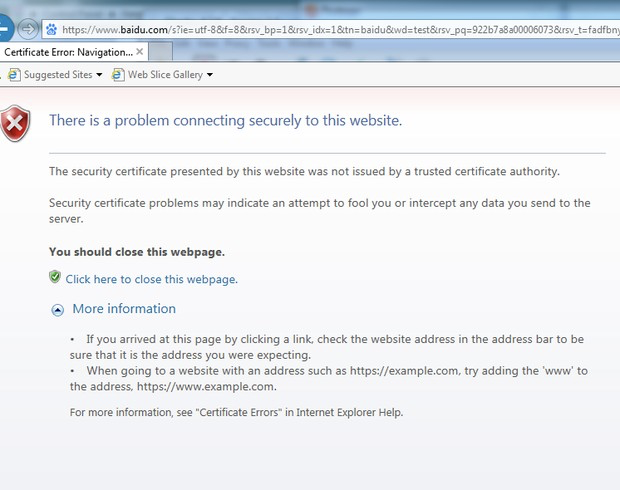 https://www.baidu.com/s?ie=utf-8&f=8&rsv_bp=1&rsv_idx=1&tn=baidu&wd=test&rsv_pq=922b7a8a00006073&rsv_t=fadfbny
Certificate Error: Navigation...
Suggested Sites Web Slice Gallery
There is a problem connecting securely to this website.
The security certificate presented by this website was not issued by a trusted certificate authority.
Security certificate problems may indicate an attempt to fool you or intercept any data you send to the
server.
You should close this webpage.
Click here to close this webpage.
More information
• If you arrived at this page by clicking a link, check the website address in the address bar to be
sure that it is the address you were expecting.
• When going to a website with an address such as https://example.com, try adding the 'www' to
the address, https://www.example.com.
For more information, see "Certificate Errors" in Internet Explorer Help.